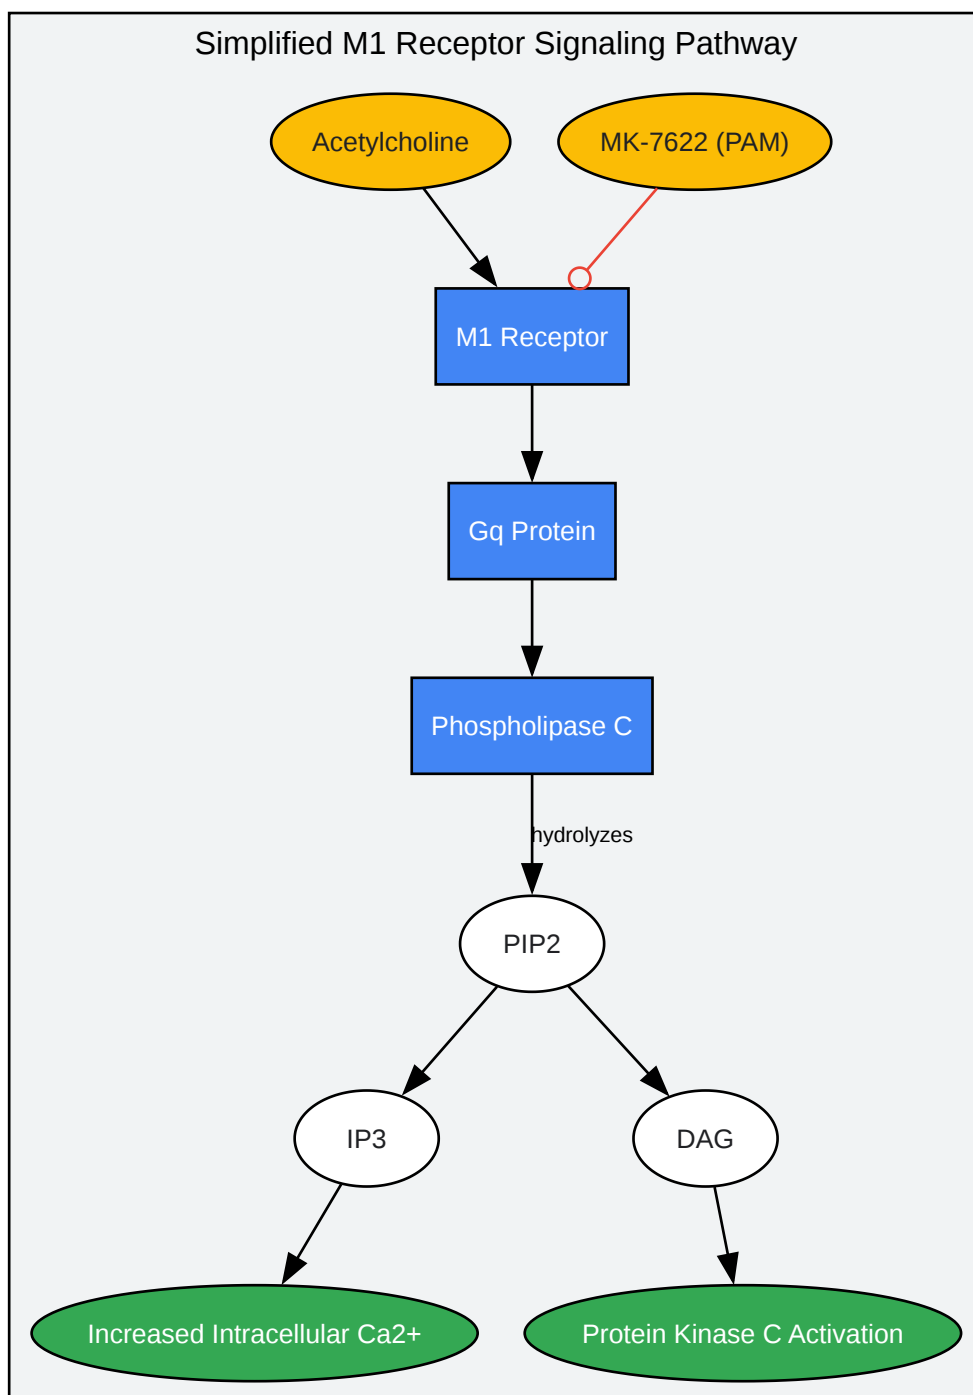 Simplified M1 Receptor Signaling Pathway
Acetylcholine
MK-7622 (PAM)
M1 Receptor
Gq Protein
Phospholipase C
hydrolyzes
PIP2
IP3
DAG
Increased Intracellular Ca2+
Protein Kinase C Activation